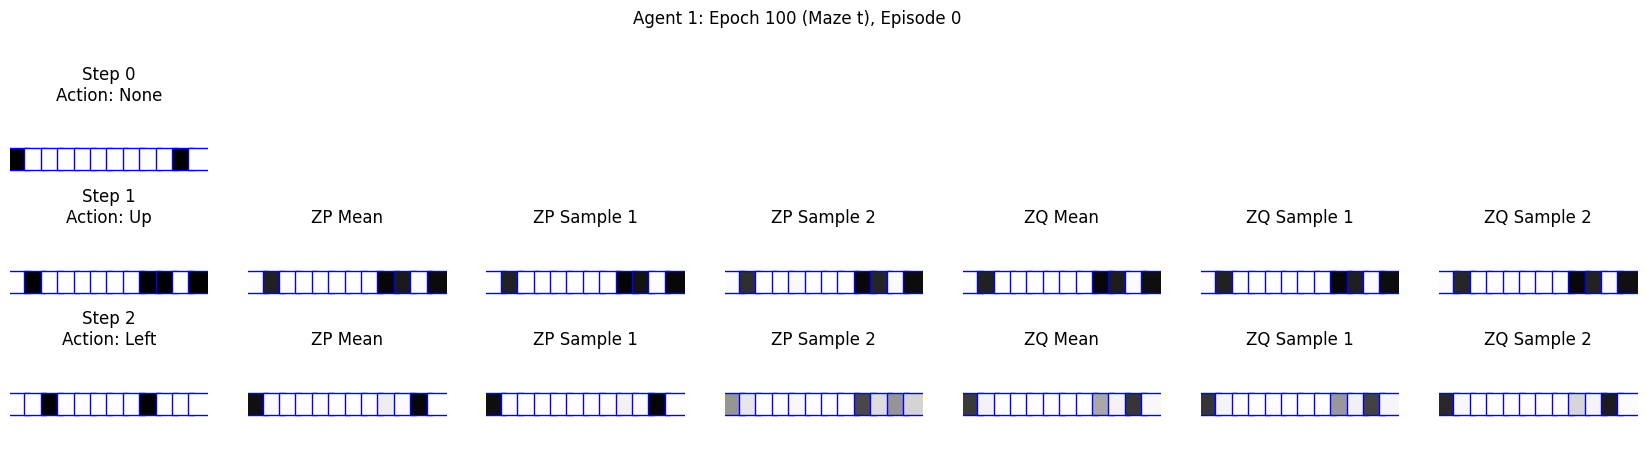 Agent 1: Epoch 100 (Maze t), Episode 0
Step 0
Action: None
Step 1
Action: Up
ZP Mean
ZP Sample 1
ZP Sample 2
ZQ Mean
ZQ Sample 1
ZQ Sample 2
Step 2
Action: Left
ZP Mean
ZP Sample 1
ZP Sample 2
ZQ Mean
ZQ Sample 1
ZQ Sample 2